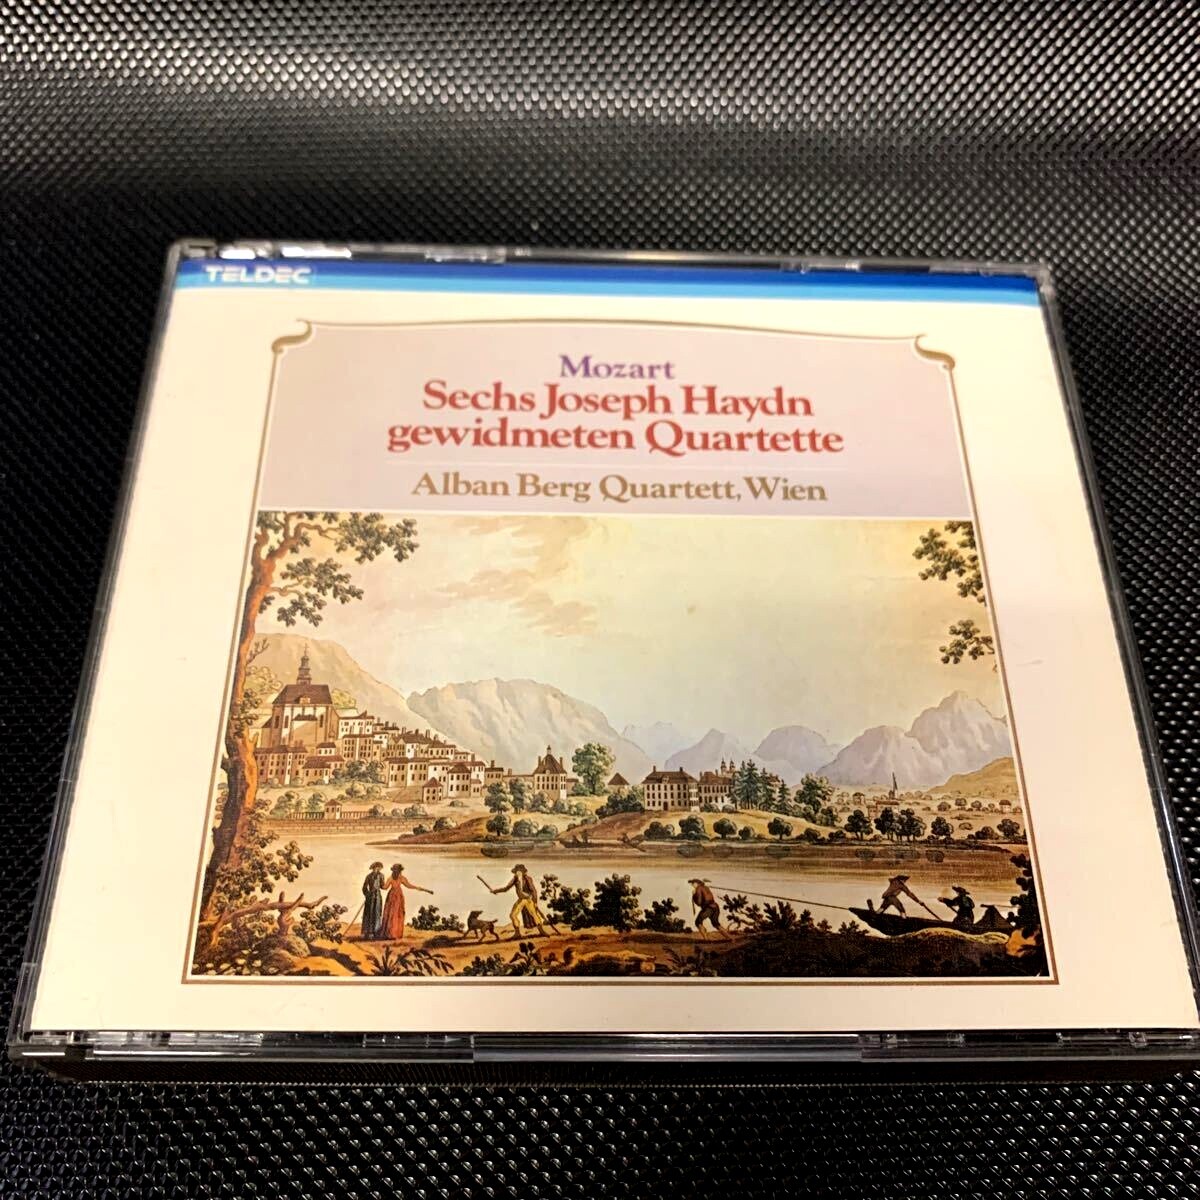 TELDEC
Mozart
Sechs Joseph Haydn
gewidmeten Quartette
Alban Berg Quartett, Wien